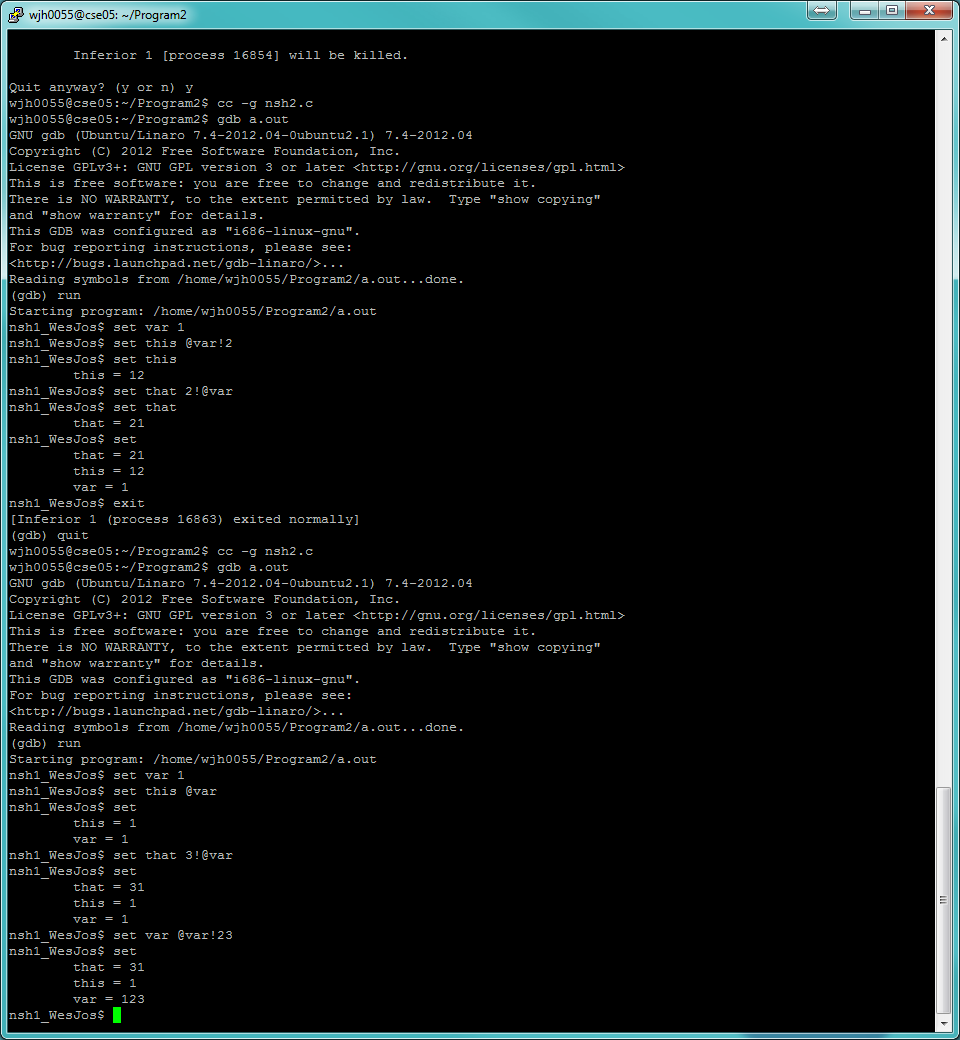 wjh0055@cse05: ~/Program2
        Inferior 1 [process 16854] will be killed.
Quit anyway? (y or n) y
wjh0055@cse05:~/Program2$ cc -g nsh2.c
wjh0055@cse05:~/Program2$ gdb a.out
GNU gdb (Ubuntu/Linaro 7.4-2012.04-0ubuntu2.1) 7.4-2012.04
Copyright (C) 2012 Free Software Foundation, Inc.
License GPLv3+: GNU GPL version 3 or later <http://gnu.org/licenses/gpl.html>
This is free software: you are free to change and redistribute it.
There is NO WARRANTY, to the extent permitted by law.  Type "show copying"
and "show warranty" for details.
This GDB was configured as "i686-linux-gnu".
For bug reporting instructions, please see:
<http://bugs.launchpad.net/gdb-linaro/>...
Reading symbols from /home/wjh0055/Program2/a.out...done.
(gdb) run
Starting program: /home/wjh0055/Program2/a.out
nsh1_WesJos$ set var 1
nsh1_WesJos$ set this @var!2
nsh1_WesJos$ set this
        this = 12
nsh1_WesJos$ set that 2!@var
nsh1_WesJos$ set that
        that = 21
nsh1_WesJos$ set
        that = 21
        this = 12
        var = 1
nsh1_WesJos$ exit
[Inferior 1 (process 16863) exited normally]
(gdb) quit
wjh0055@cse05:~/Program2$ cc -g nsh2.c
wjh0055@cse05:~/Program2$ gdb a.out
GNU gdb (Ubuntu/Linaro 7.4-2012.04-0ubuntu2.1) 7.4-2012.04
Copyright (C) 2012 Free Software Foundation, Inc.
License GPLv3+: GNU GPL version 3 or later <http://gnu.org/licenses/gpl.html>
This is free software: you are free to change and redistribute it.
There is NO WARRANTY, to the extent permitted by law.  Type "show copying"
and "show warranty" for details.
This GDB was configured as "i686-linux-gnu".
For bug reporting instructions, please see:
<http://bugs.launchpad.net/gdb-linaro/>...
Reading symbols from /home/wjh0055/Program2/a.out...done.
(gdb) run
Starting program: /home/wjh0055/Program2/a.out
nsh1_WesJos$ set var 1
nsh1_WesJos$ set this @var
nsh1_WesJos$ set
        this = 1
        var = 1
nsh1_WesJos$ set that 3!@var
nsh1_WesJos$ set
        that = 31
        this = 1
        var = 1
nsh1_WesJos$ set var @var!23
nsh1_WesJos$ set
        that = 31
        this = 1
        var = 123
nsh1_WesJos$